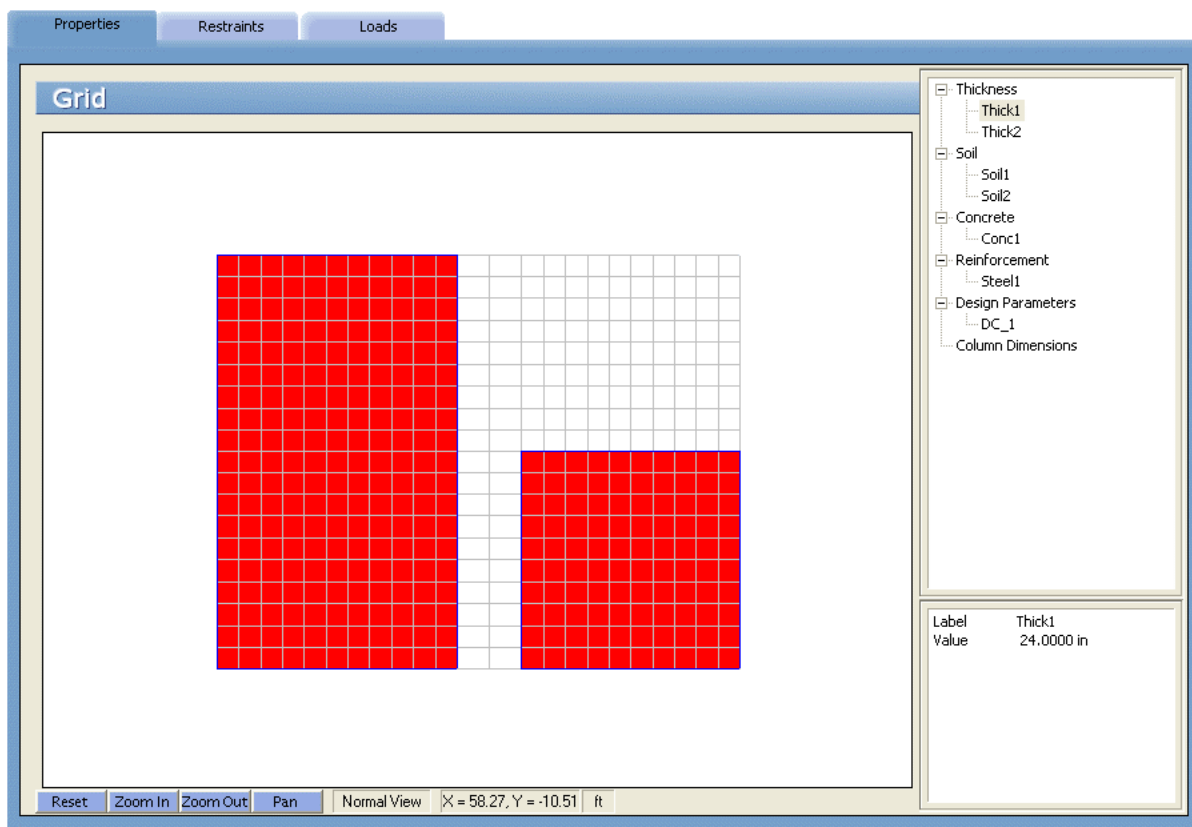 Properties Restraints Loads
Grid
Thickness
Thick1
Thick2
Soil
Soil1
Soil2
Concrete
Conc1
Reinforcement
Steel1
Design Parameters
DC_1
Column Dimensions
Label Thick1
Value 24.0000 in
Reset Zoom In Zoom Out Pan Normal View X = 58.27, Y = -10.51 ft